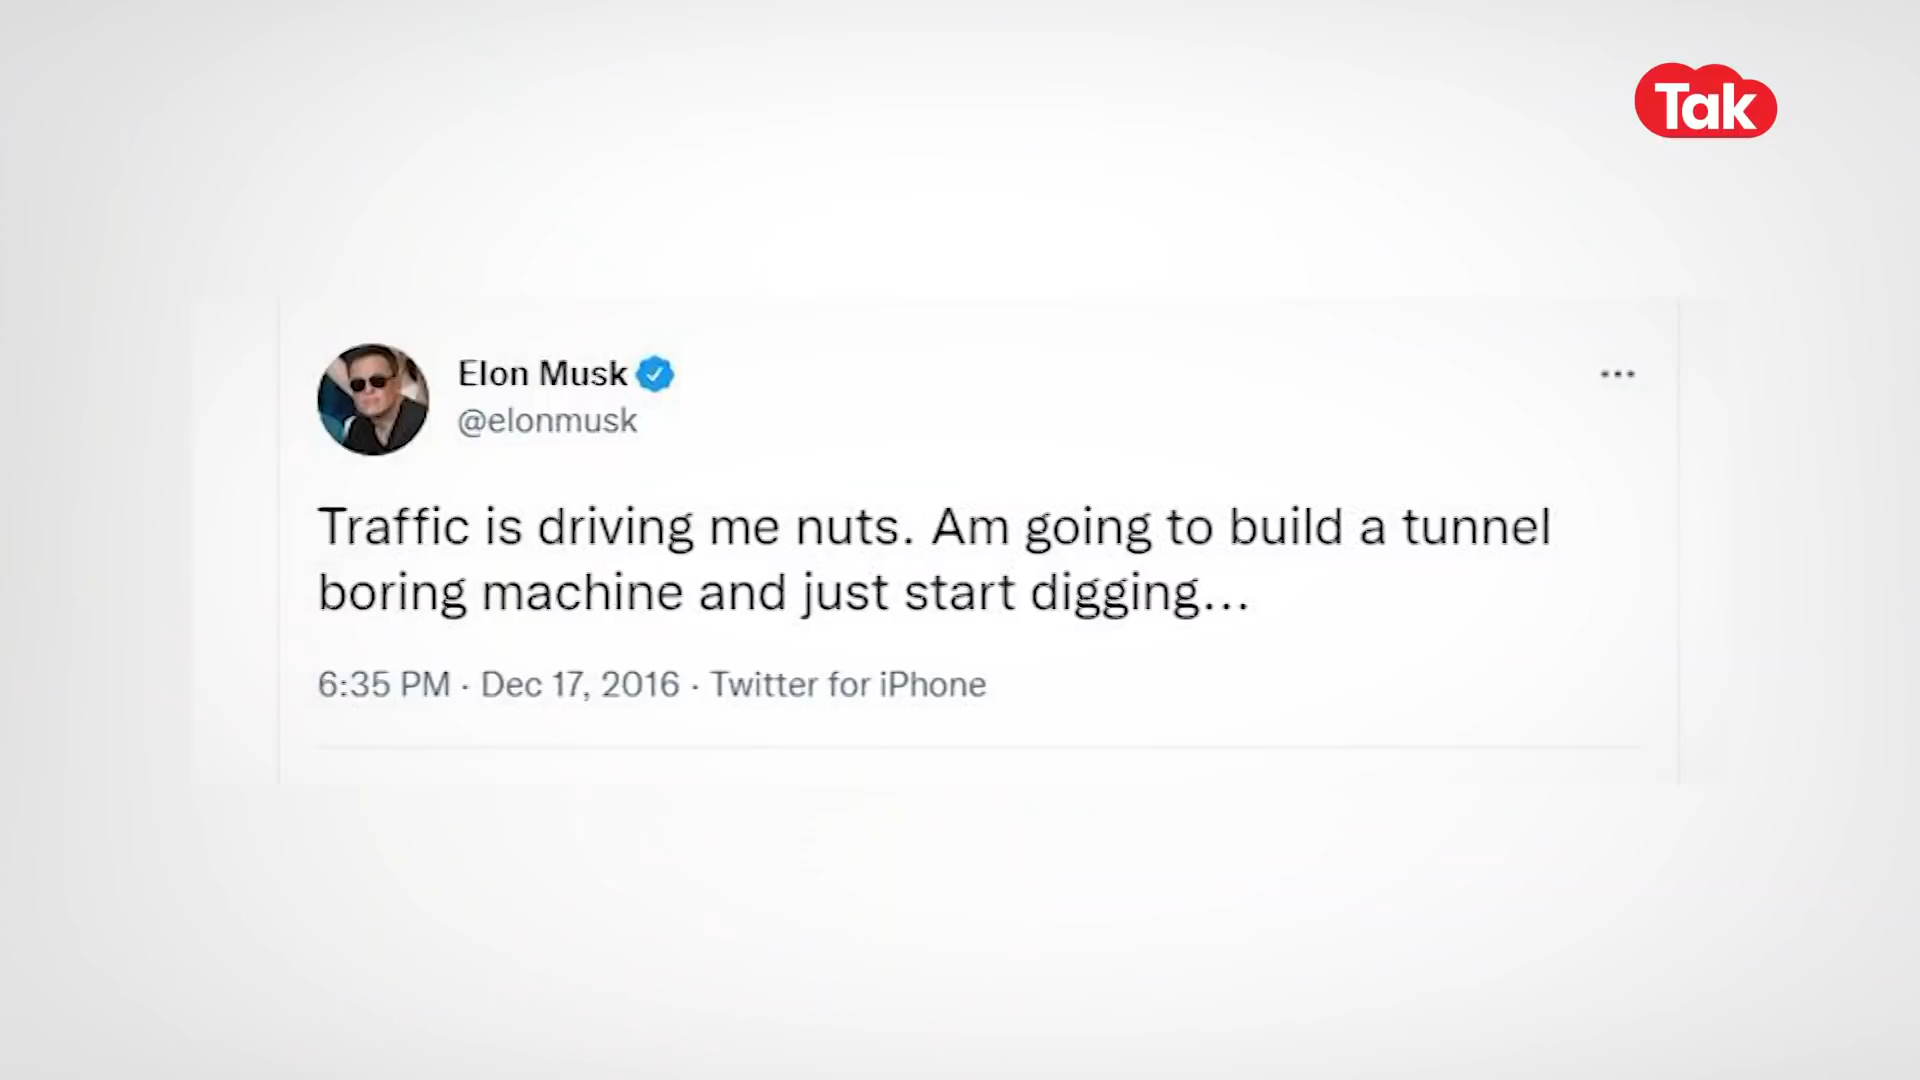 Tak
Elon Musk
@elonmusk
Traffic is driving me nuts. Am going to build a tunnel
boring machine and just start digging...
6:35 PM · Dec 17, 2016 · Twitter for iPhone